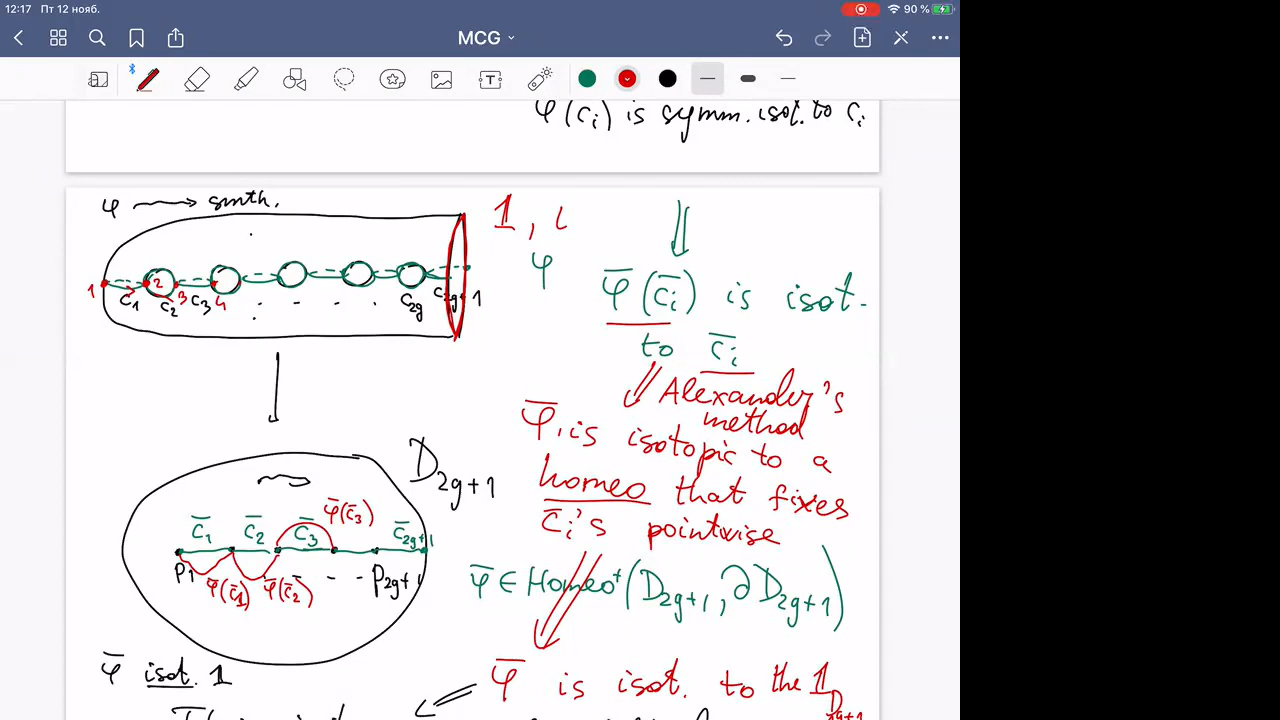 12:17 Пт 12 нояб.
90 %
MCG
φ(ci) is symm. isot. to ci
φ → smth.
1, ι
φ
1 2 3 4
c1 c2 c3 - - - c2g c2g+1
⇓
φ̄(c̄i) is isot.
to c̄i
⇓ Alexander's
method
φ̄, is isotopic to a
homeo that fixes
c̄i's pointwise
D2g+1
φ̄(c̄3)
c̄1 c̄2 c̄3 c̄2g+1
p1 - - - p2g+1
φ̄(c̄1) φ̄(c̄2)
φ̄ ∈ Homeo⁺(D2g+1, ∂D2g+1)
φ̄ isot. 1
⇐ φ̄ is isot. to the 1D2g+1